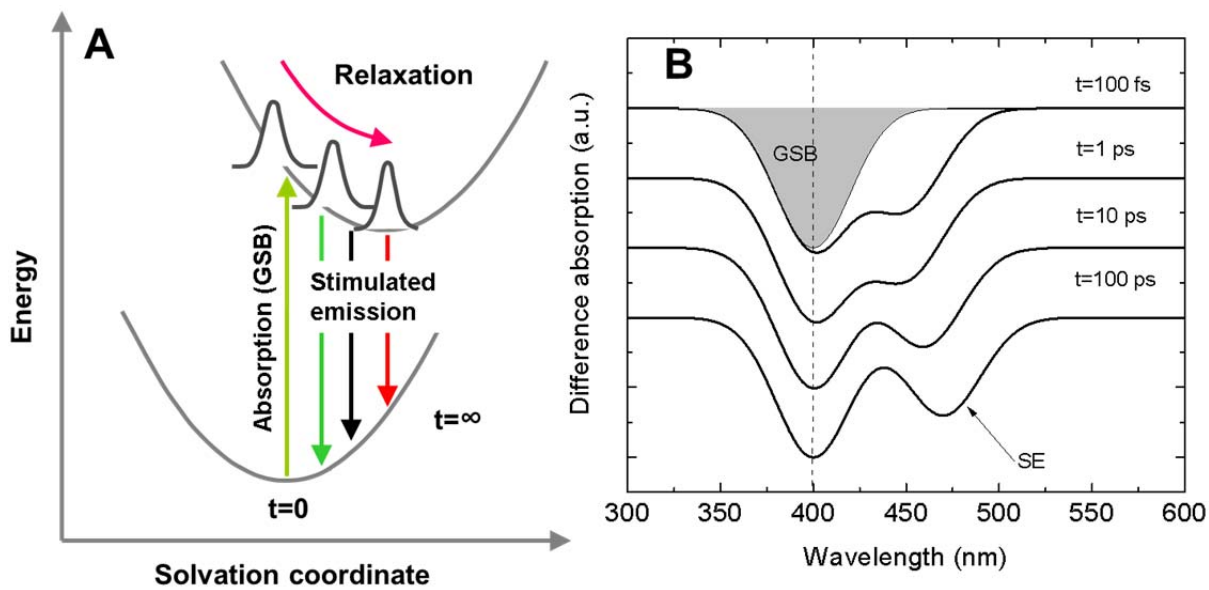 A
Relaxation
Energy
Absorption (GSB)
Stimulated
emission
t=∞
t=0
Solvation coordinate
B
t=100 fs
GSB
t=1 ps
t=10 ps
t=100 ps
SE
Difference absorption (a.u.)
300 350 400 450 500 550 600
Wavelength (nm)